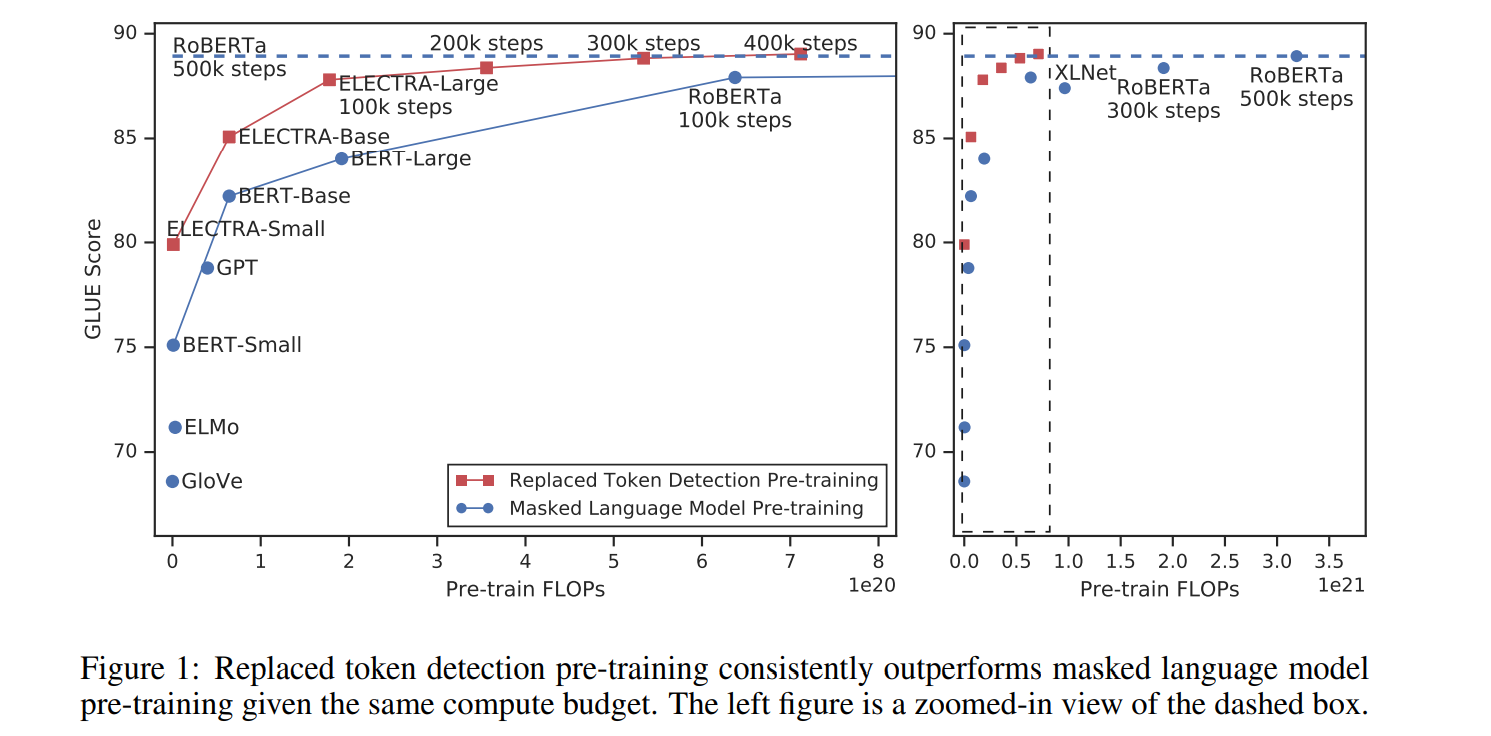 90
85
80
75
70
GLUE Score
RoBERTa
500k steps
200k steps
300k steps
400k steps
ELECTRA-Large
100k steps
RoBERTa
100k steps
ELECTRA-Base
BERT-Large
BERT-Base
ELECTRA-Small
GPT
BERT-Small
ELMo
GloVe
Replaced Token Detection Pre-training
Masked Language Model Pre-training
0 1 2 3 4 5 6 7 8
1e20
Pre-train FLOPs
90
85
80
75
70
XLNet
RoBERTa
300k steps
RoBERTa
500k steps
0.0 0.5 1.0 1.5 2.0 2.5 3.0 3.5
1e21
Pre-train FLOPs
Figure 1: Replaced token detection pre-training consistently outperforms masked language model
pre-training given the same compute budget. The left figure is a zoomed-in view of the dashed box.